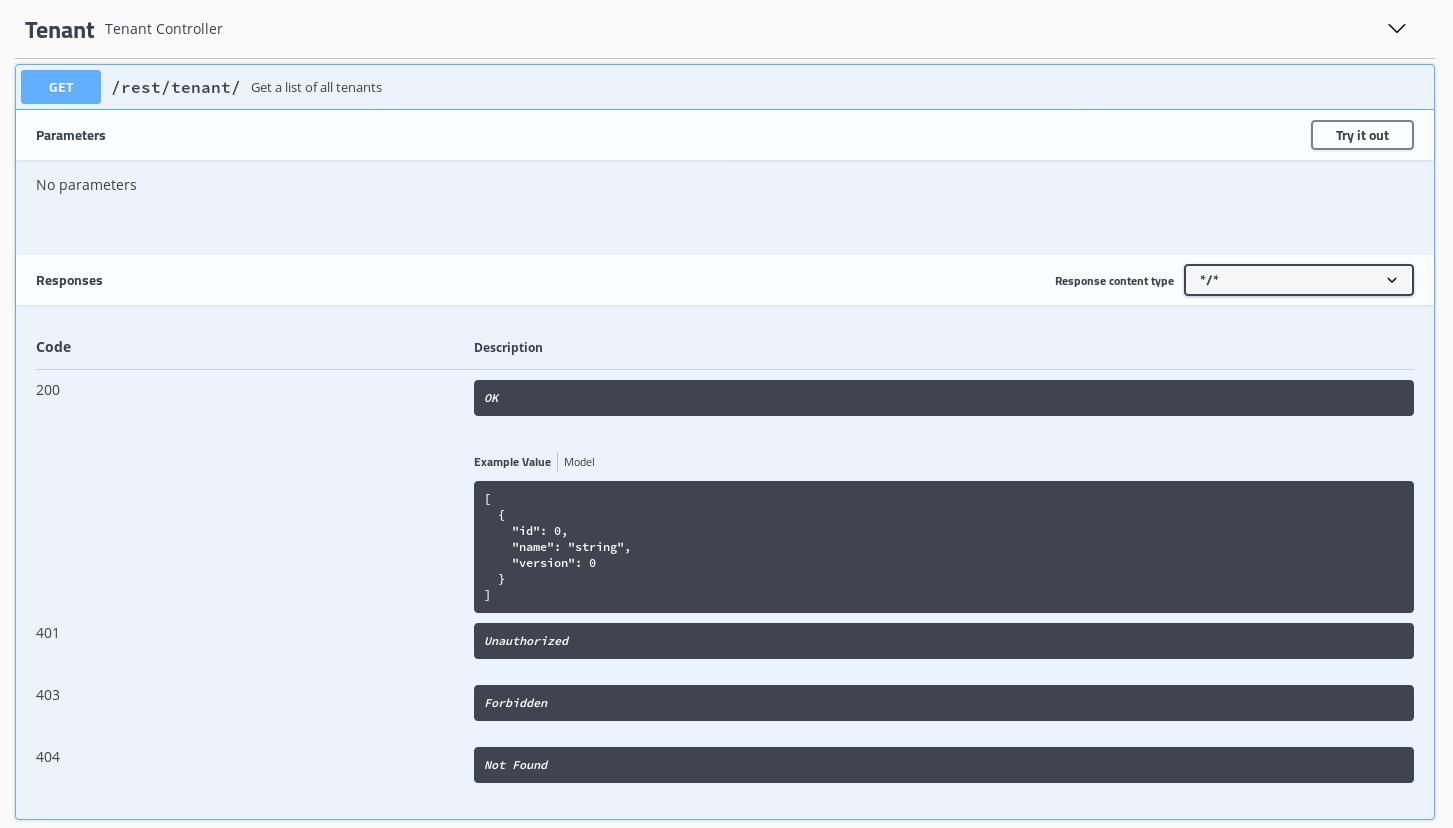 Tenant Tenant Controller
GET /rest/tenant/ Get a list of all tenants
Parameters Try it out
No parameters
Responses Response content type */*
Code Description
200 OK
Example Value Model
[
  {
    "id": 0,
    "name": "string",
    "version": 0
  }
]
401 Unauthorized
403 Forbidden
404 Not Found